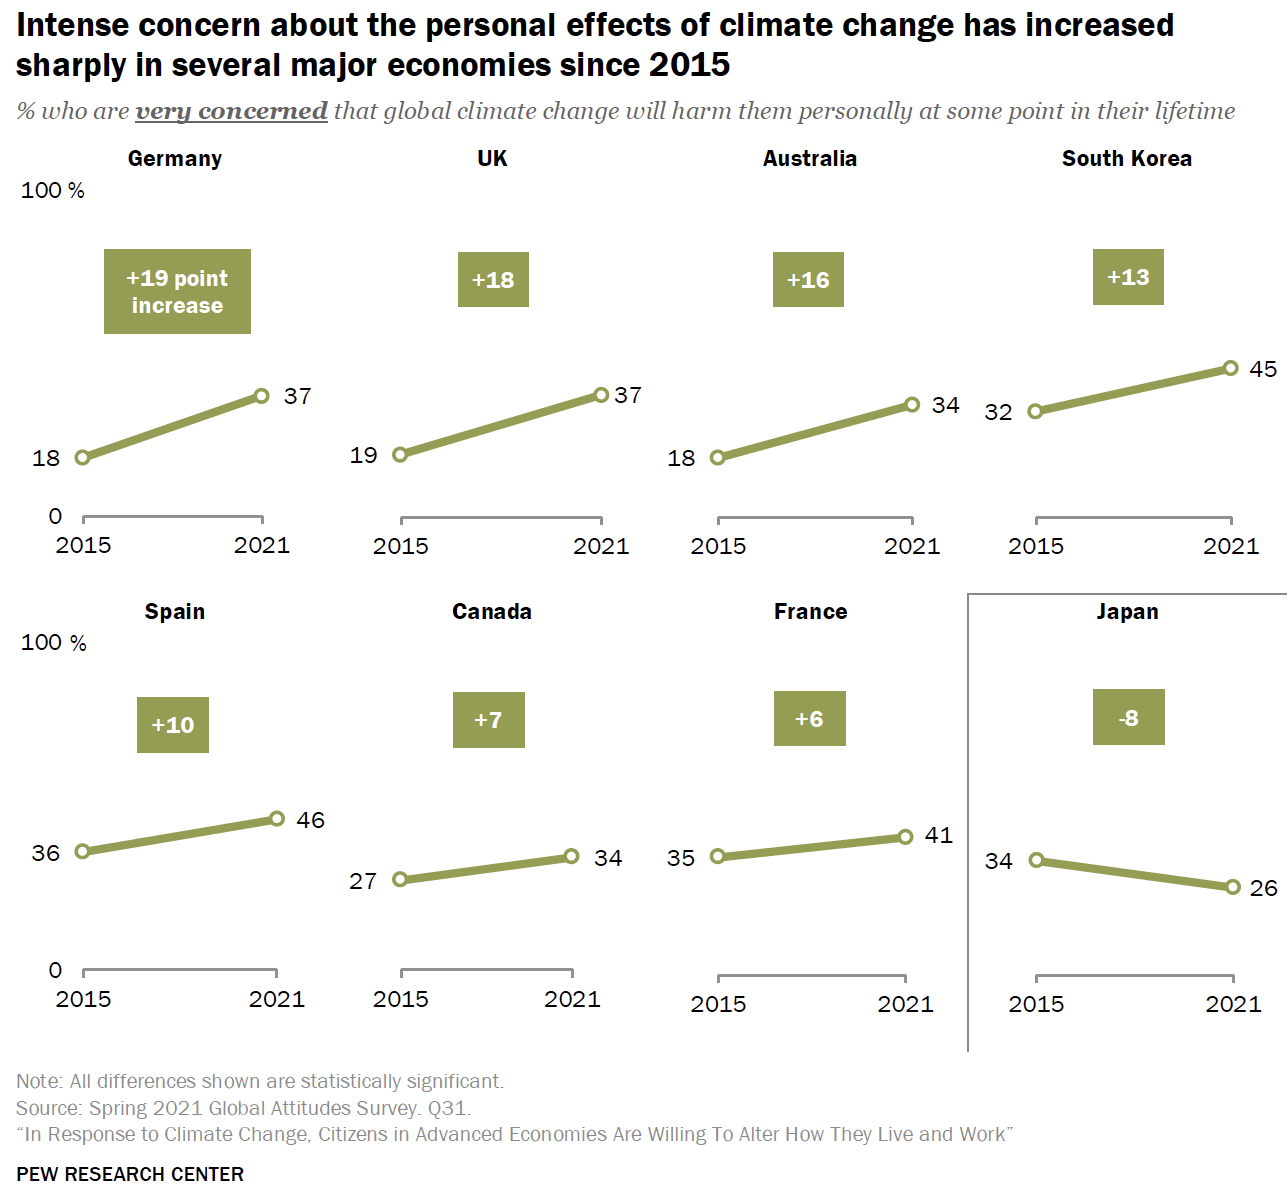 Intense concern about the personal effects of climate change has increased
sharply in several major economies since 2015
% who are very concerned that global climate change will harm them personally at some point in their lifetime
Germany
UK
Australia
South Korea
100 %
+19 point
increase
+18
+16
+13
18
37
19
37
18
34
32
45
0
2015
2021
2015
2021
2015
2021
2015
2021
Spain
Canada
France
Japan
100 %
+10
+7
+6
-8
36
46
27
34
35
41
34
26
0
2015
2021
2015
2021
2015
2021
2015
2021
Note: All differences shown are statistically significant.
Source: Spring 2021 Global Attitudes Survey. Q31.
“In Response to Climate Change, Citizens in Advanced Economies Are Willing To Alter How They Live and Work”
PEW RESEARCH CENTER